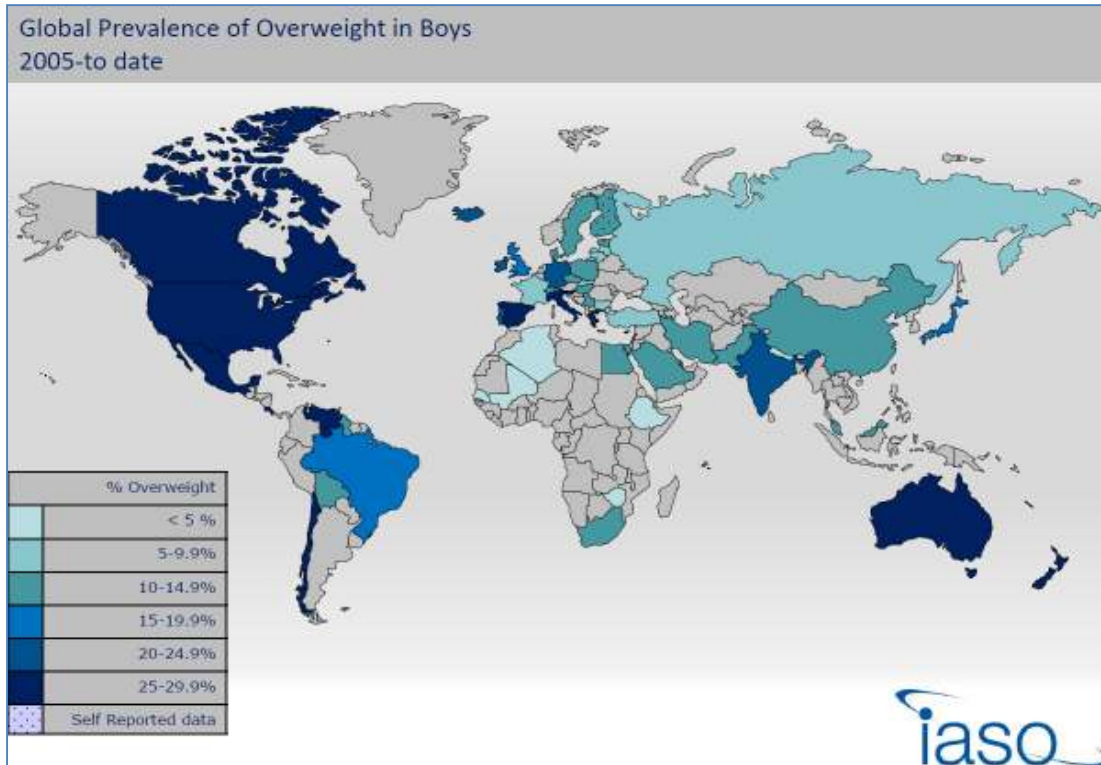 Global Prevalence of Overweight in Boys
2005-to date
% Overweight
< 5 %
5-9.9%
10-14.9%
15-19.9%
20-24.9%
25-29.9%
Self Reported data
iaso